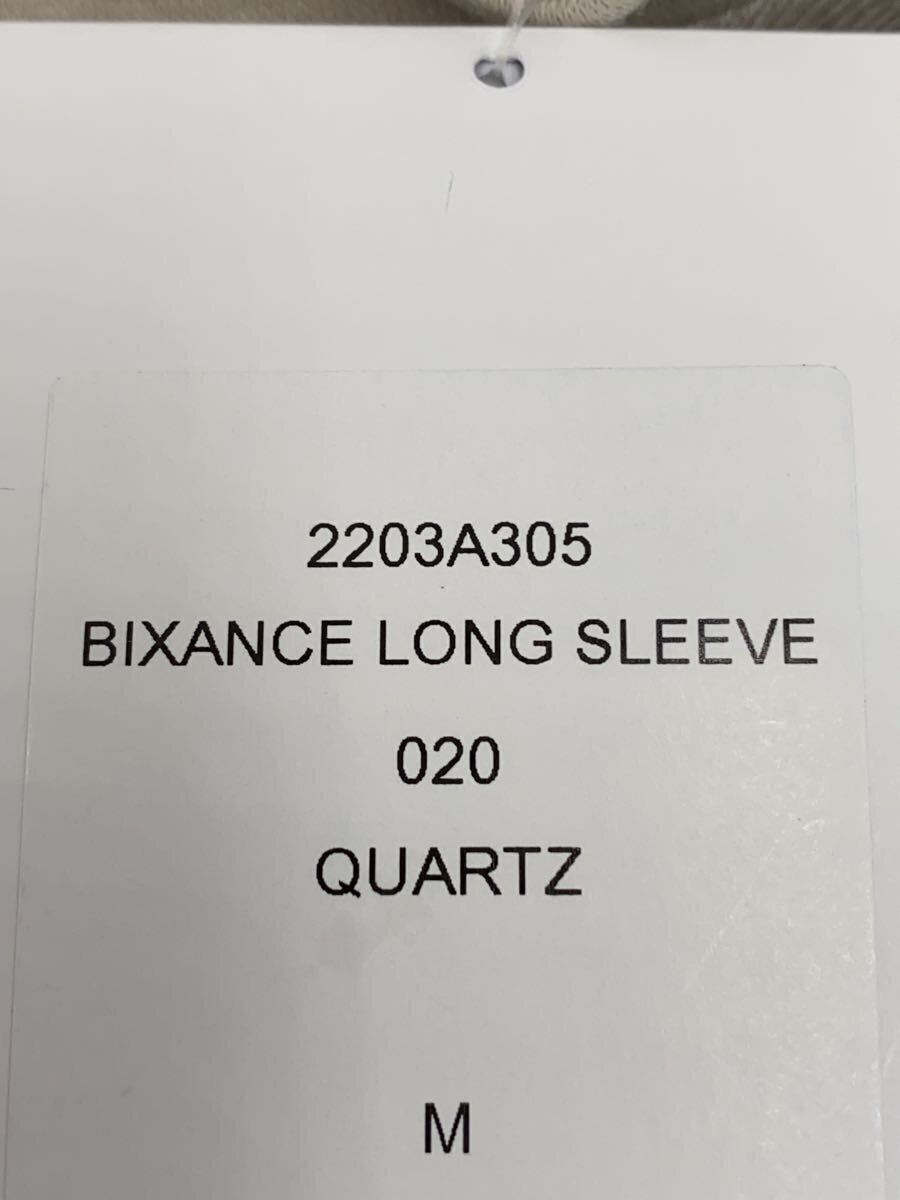 2203A305
BIXANCE LONG SLEEVE
020
QUARTZ
M